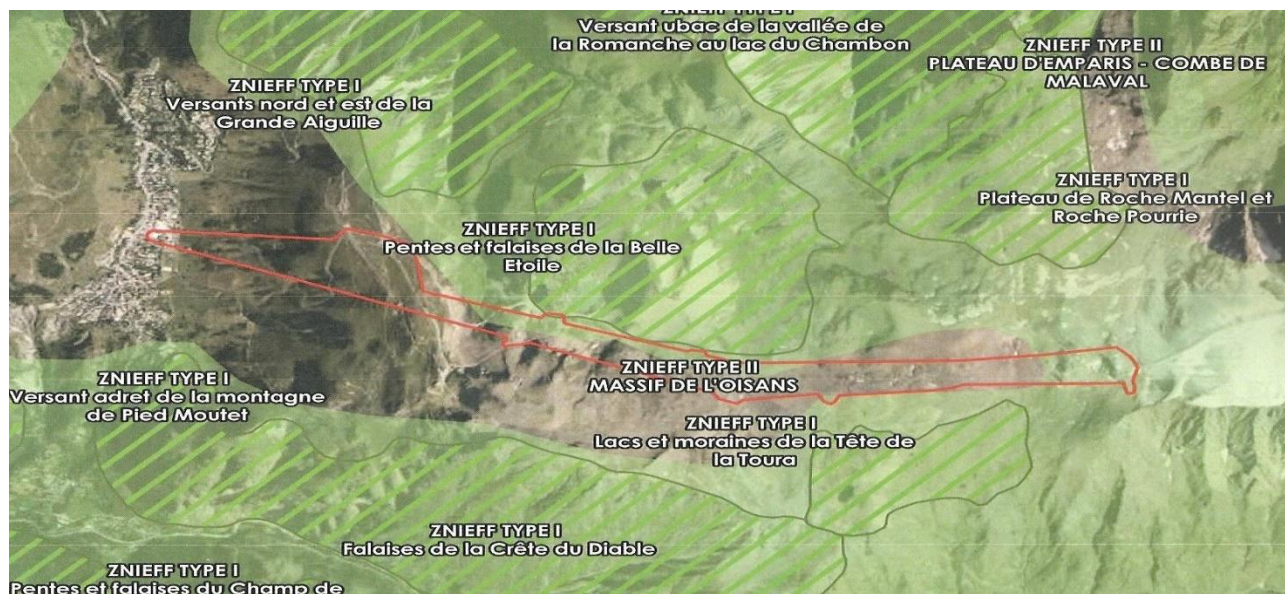 ZNIEFF TYPE I
Versant ubac de la vallée de
la Romanche au lac du Chambon
ZNIEFF TYPE II
PLATEAU D'EMPARIS - COMBE DE
MALAVAL
ZNIEFF TYPE I
Versants nord et est de la
Grande Aiguille
ZNIEFF TYPE I
Plateau de Roche Mantel et
Roche Pourrie
ZNIEFF TYPE I
Pentes et falaises de la Belle
Etoile
ZNIEFF TYPE II
MASSIF DE L'OISANS
ZNIEFF TYPE I
Versant adret de la montagne
de Pied Moutet
ZNIEFF TYPE I
Lacs et moraines de la Tête de
la Toura
ZNIEFF TYPE I
Falaises de la Crête du Diable
ZNIEFF TYPE I
Pentes et falaises du Champ de